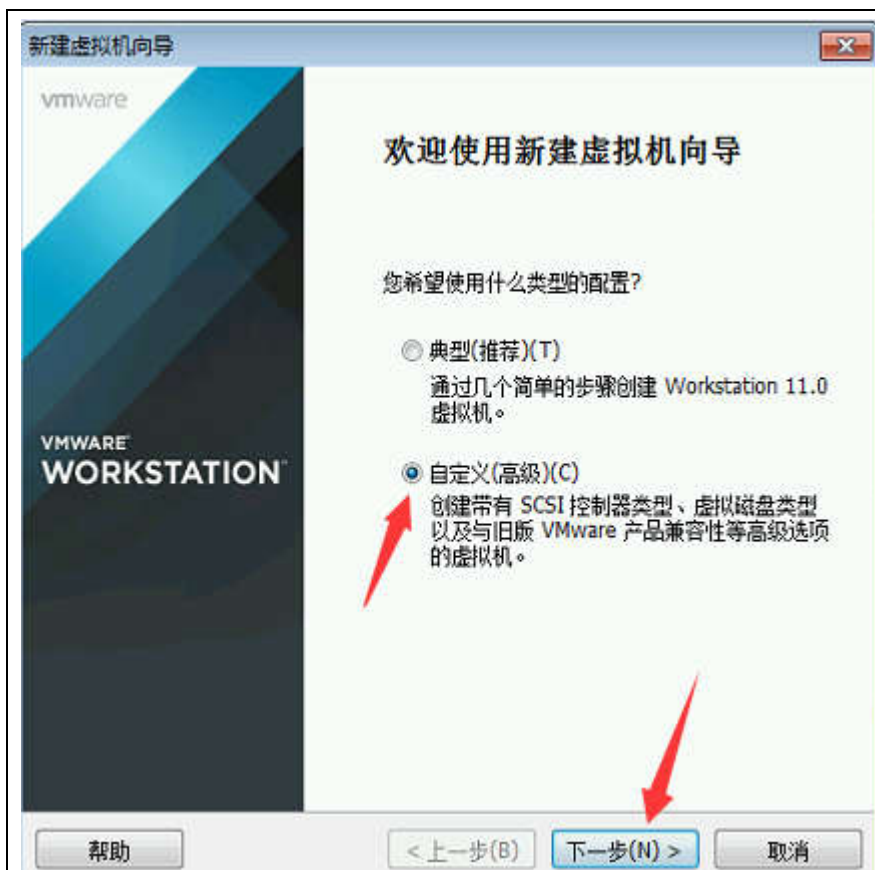 新建虚拟机向导
vmware
欢迎使用新建虚拟机向导
您希望使用什么类型的配置?
典型(推荐)(T)
通过几个简单的步骤创建 Workstation 11.0
虚拟机。
VMWARE
WORKSTATION
自定义(高级)(C)
创建带有 SCSI 控制器类型、虚拟磁盘类型
以及与旧版 VMware 产品兼容性等高级选项
的虚拟机。
帮助
< 上一步(B)
下一步(N) >
取消